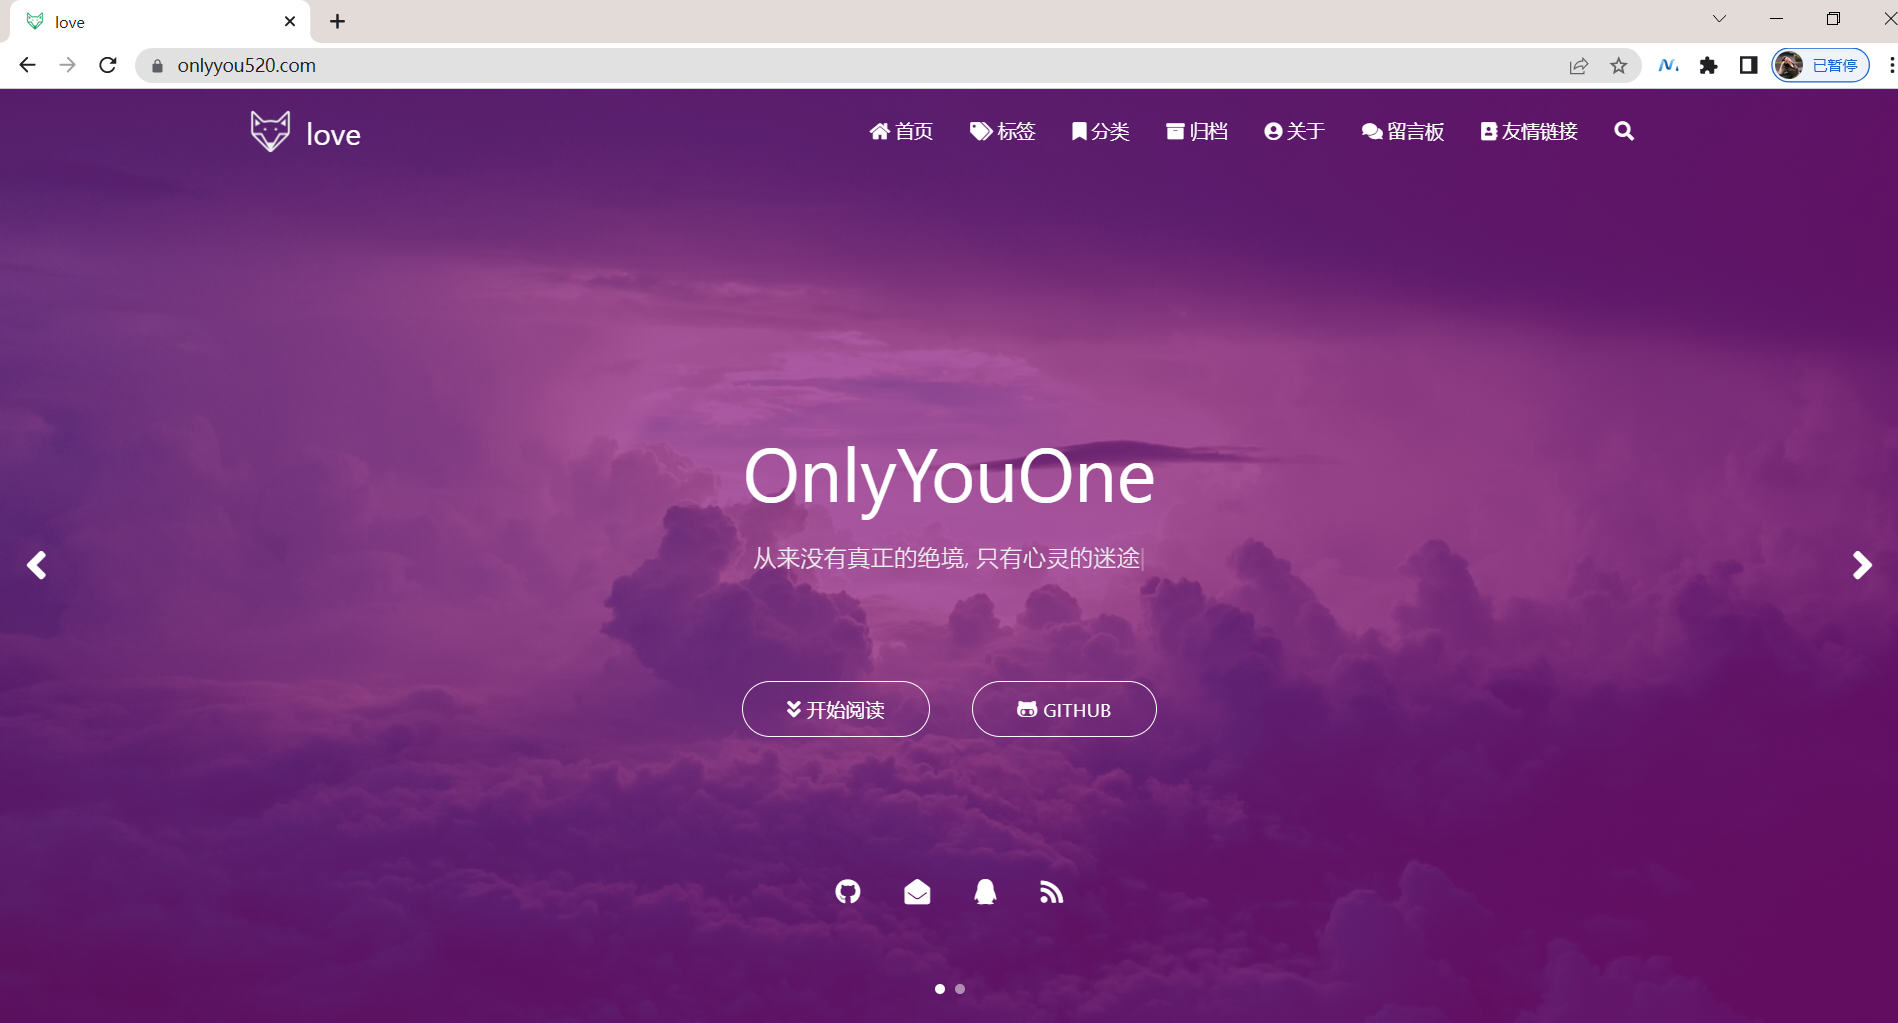 love
onlyyou520.com
已暂停
love
首页 标签 分类 归档 关于 留言板 友情链接
OnlyYouOne
从来没有真正的绝境, 只有心灵的迷途|
开始阅读 GITHUB